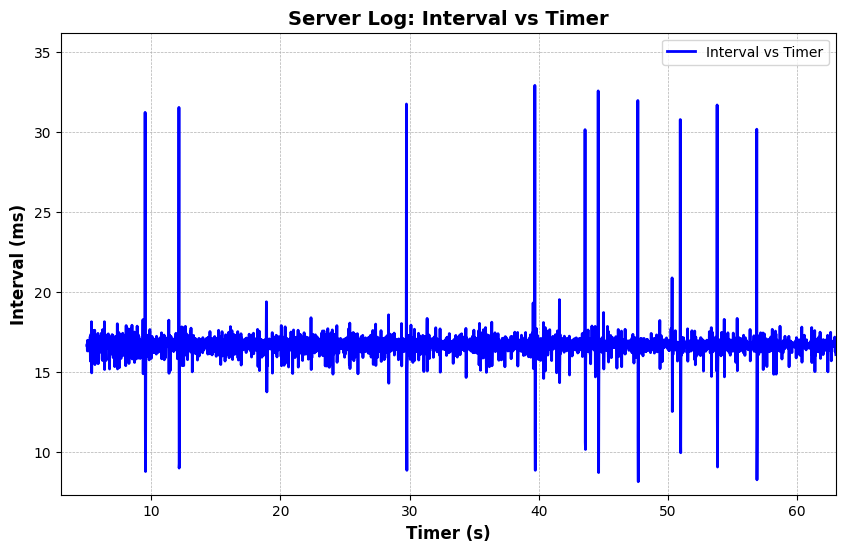 Server Log: Interval vs Timer
Interval vs Timer
35
30
25
20
15
10
Interval (ms)
10 20 30 40 50 60
Timer (s)